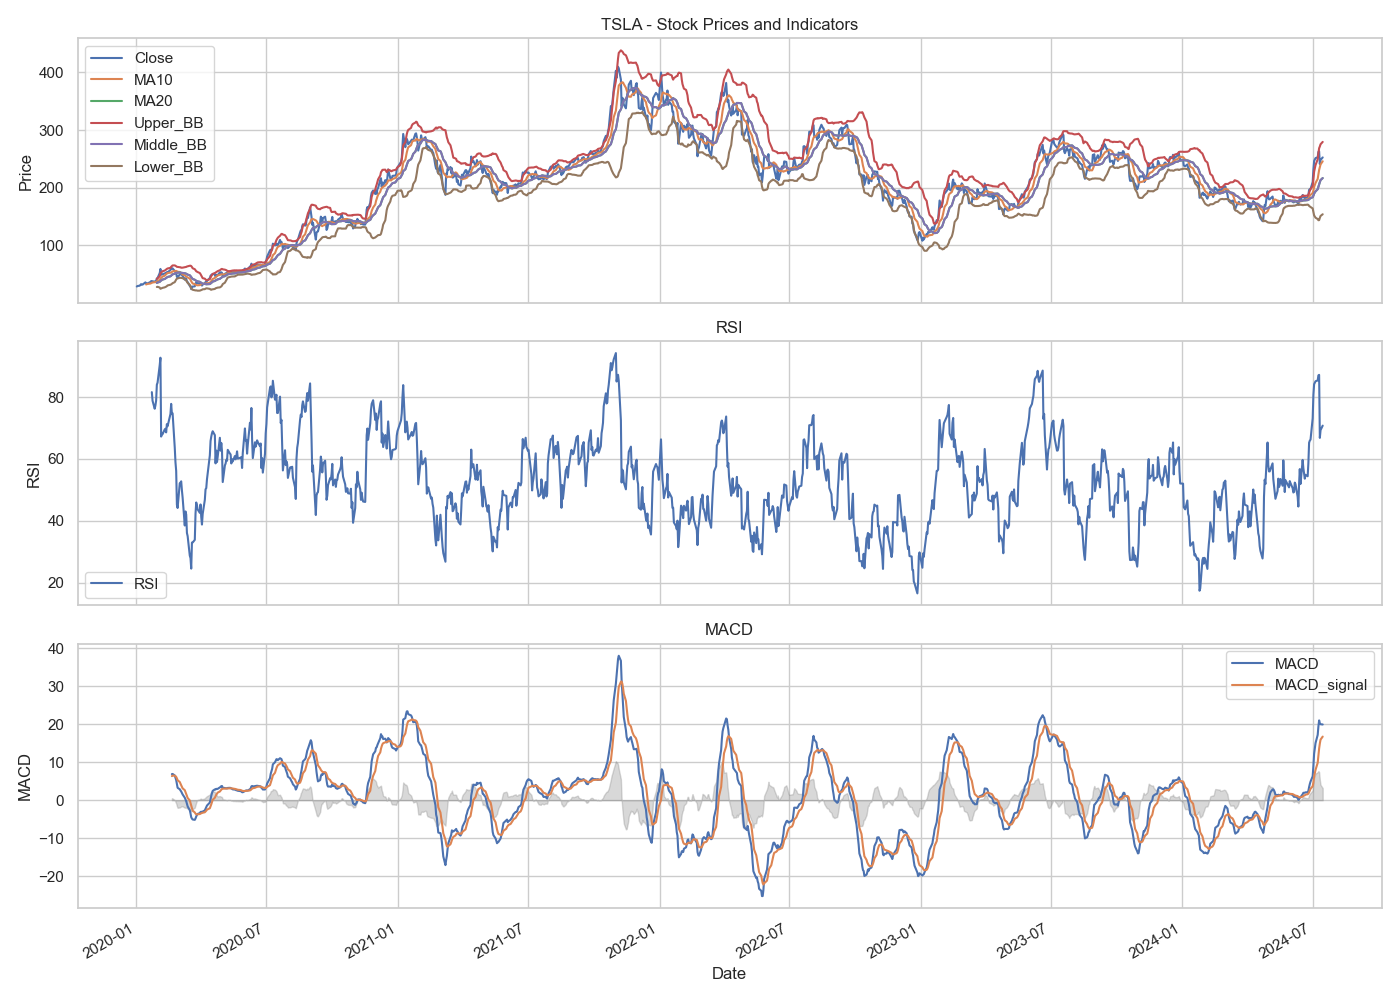 TSLA - Stock Prices and Indicators
Close
MA10
MA20
Upper_BB
Middle_BB
Lower_BB
Price
400
300
200
100
RSI
RSI
80
60
40
20
RSI
MACD
MACD
MACD_signal
MACD
40
30
20
10
0
−10
−20
2020-01
2020-07
2021-01
2021-07
2022-01
2022-07
2023-01
2023-07
2024-01
2024-07
Date